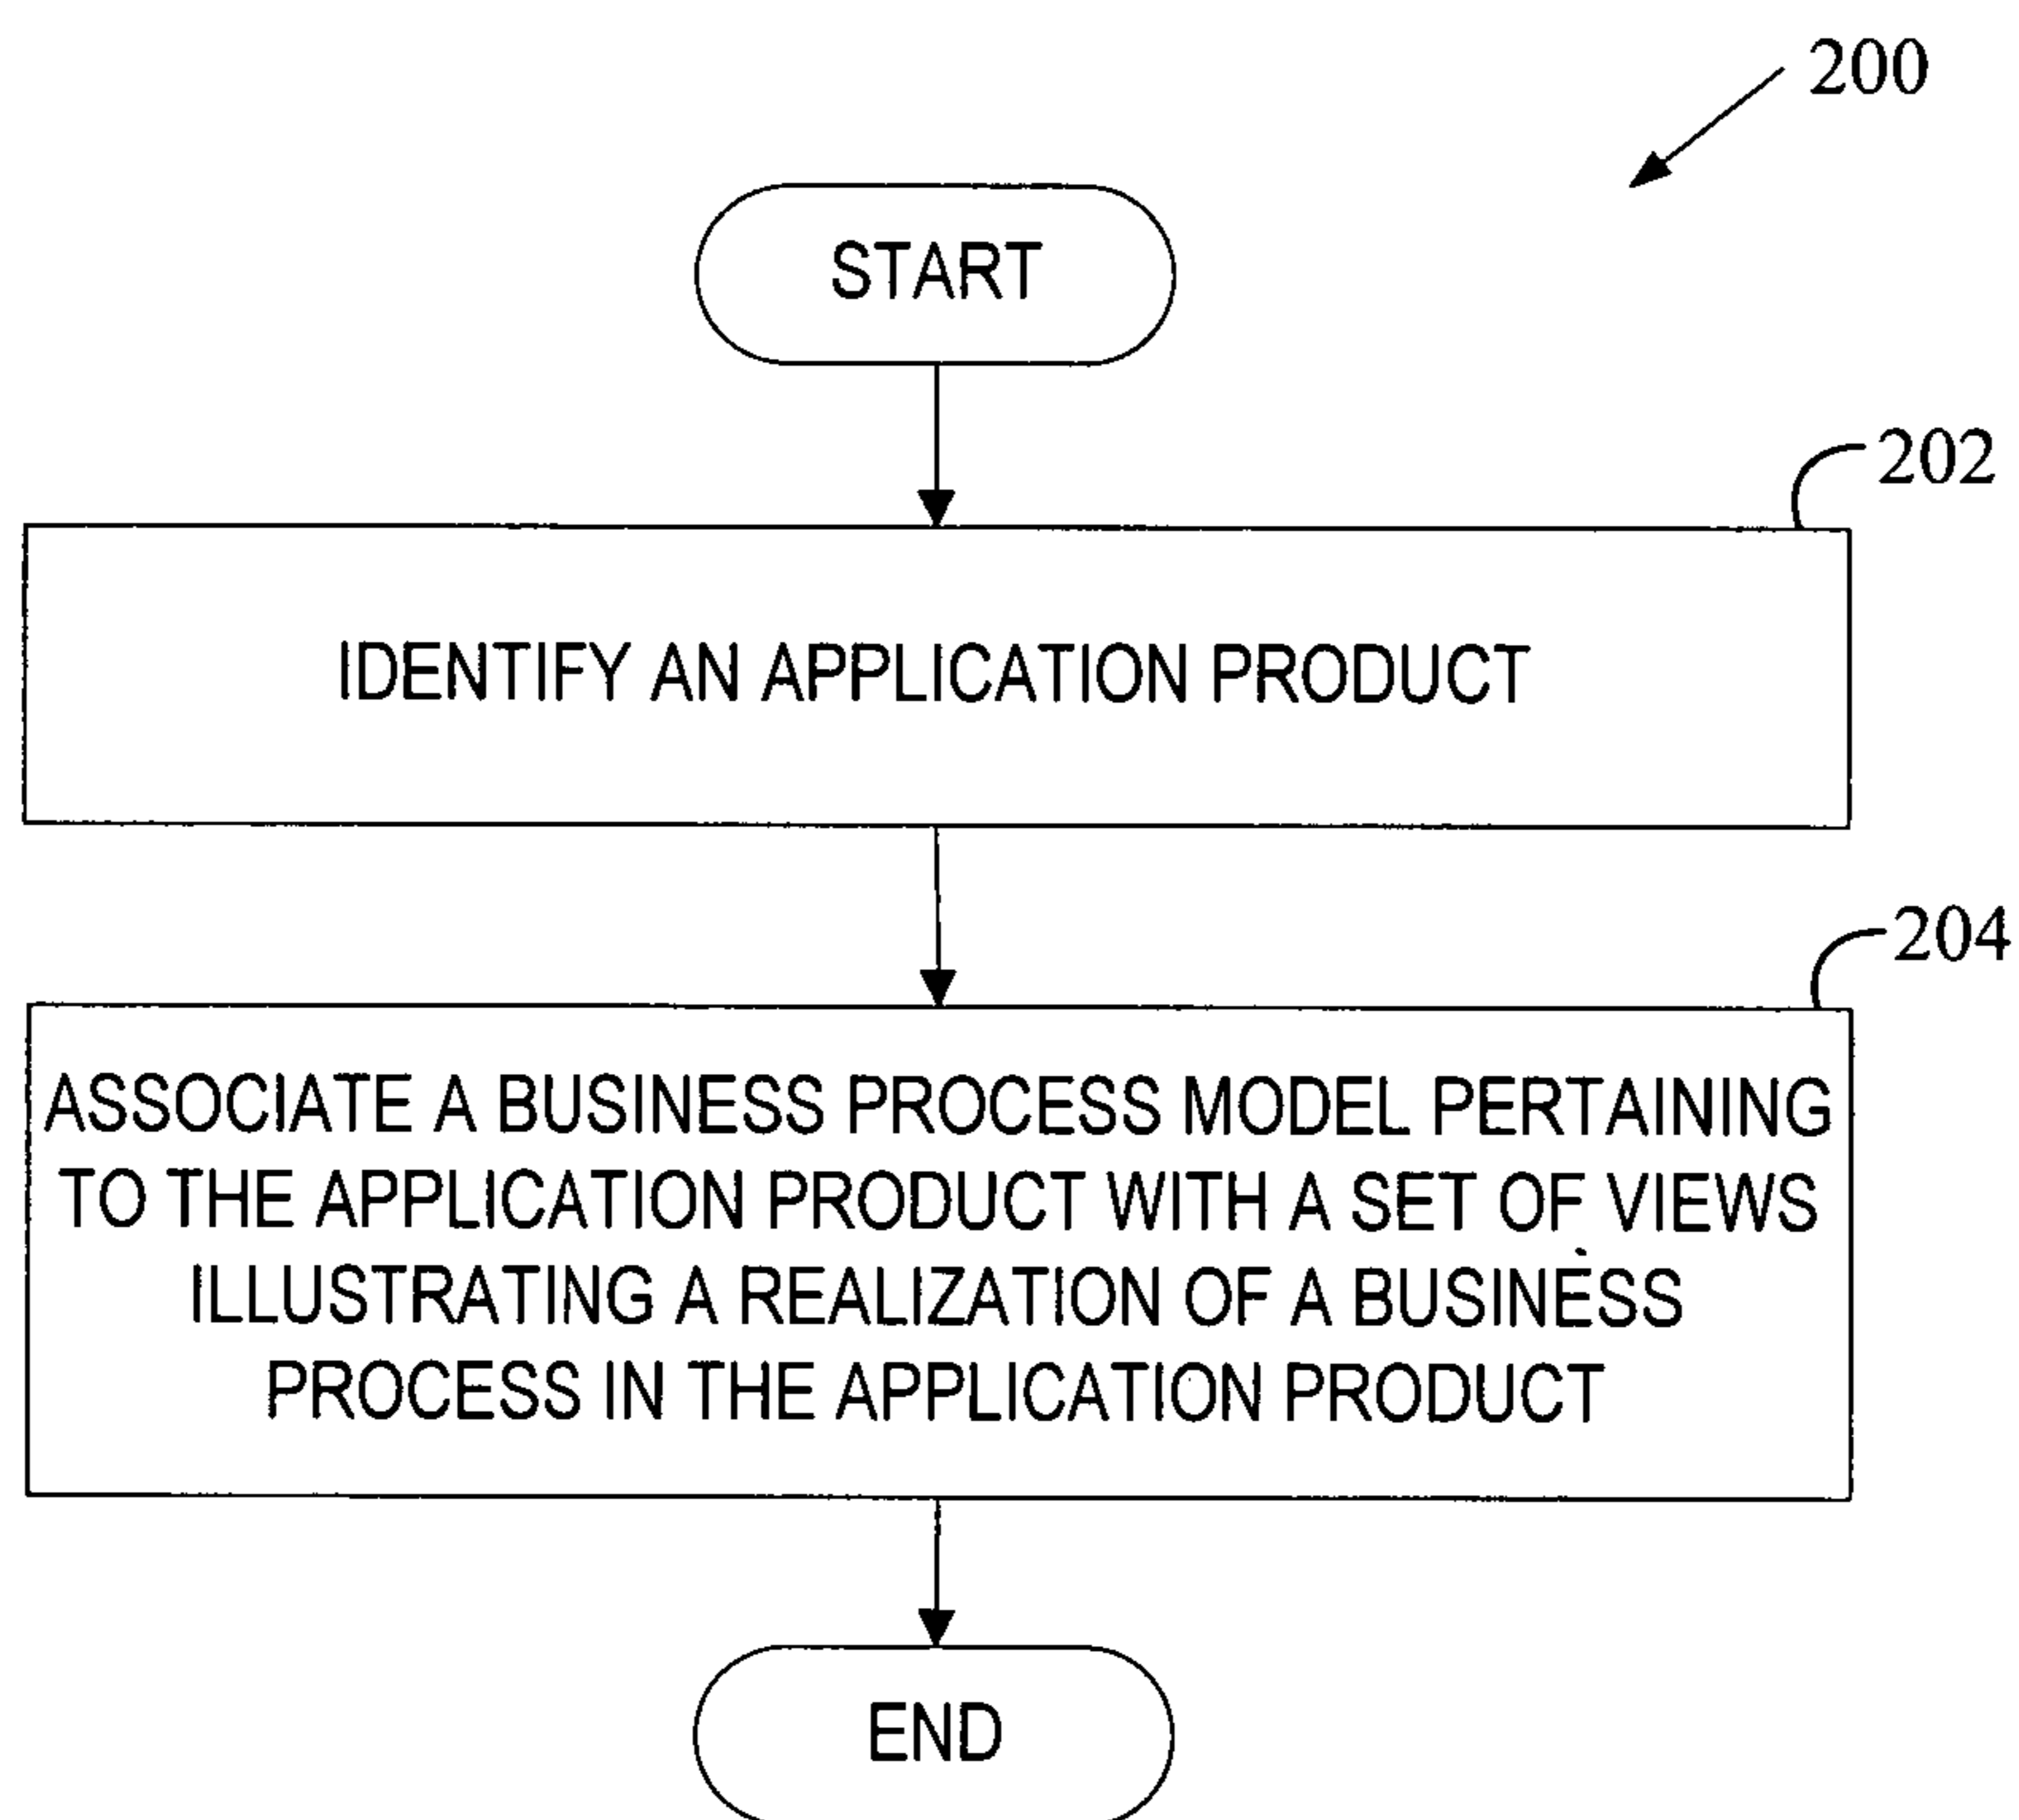 200
START
202
IDENTIFY AN APPLICATION PRODUCT
204
ASSOCIATE A BUSINESS PROCESS MODEL PERTAINING
TO THE APPLICATION PRODUCT WITH A SET OF VIEWS
ILLUSTRATING A REALIZATION OF A BUSINESS
PROCESS IN THE APPLICATION PRODUCT
END